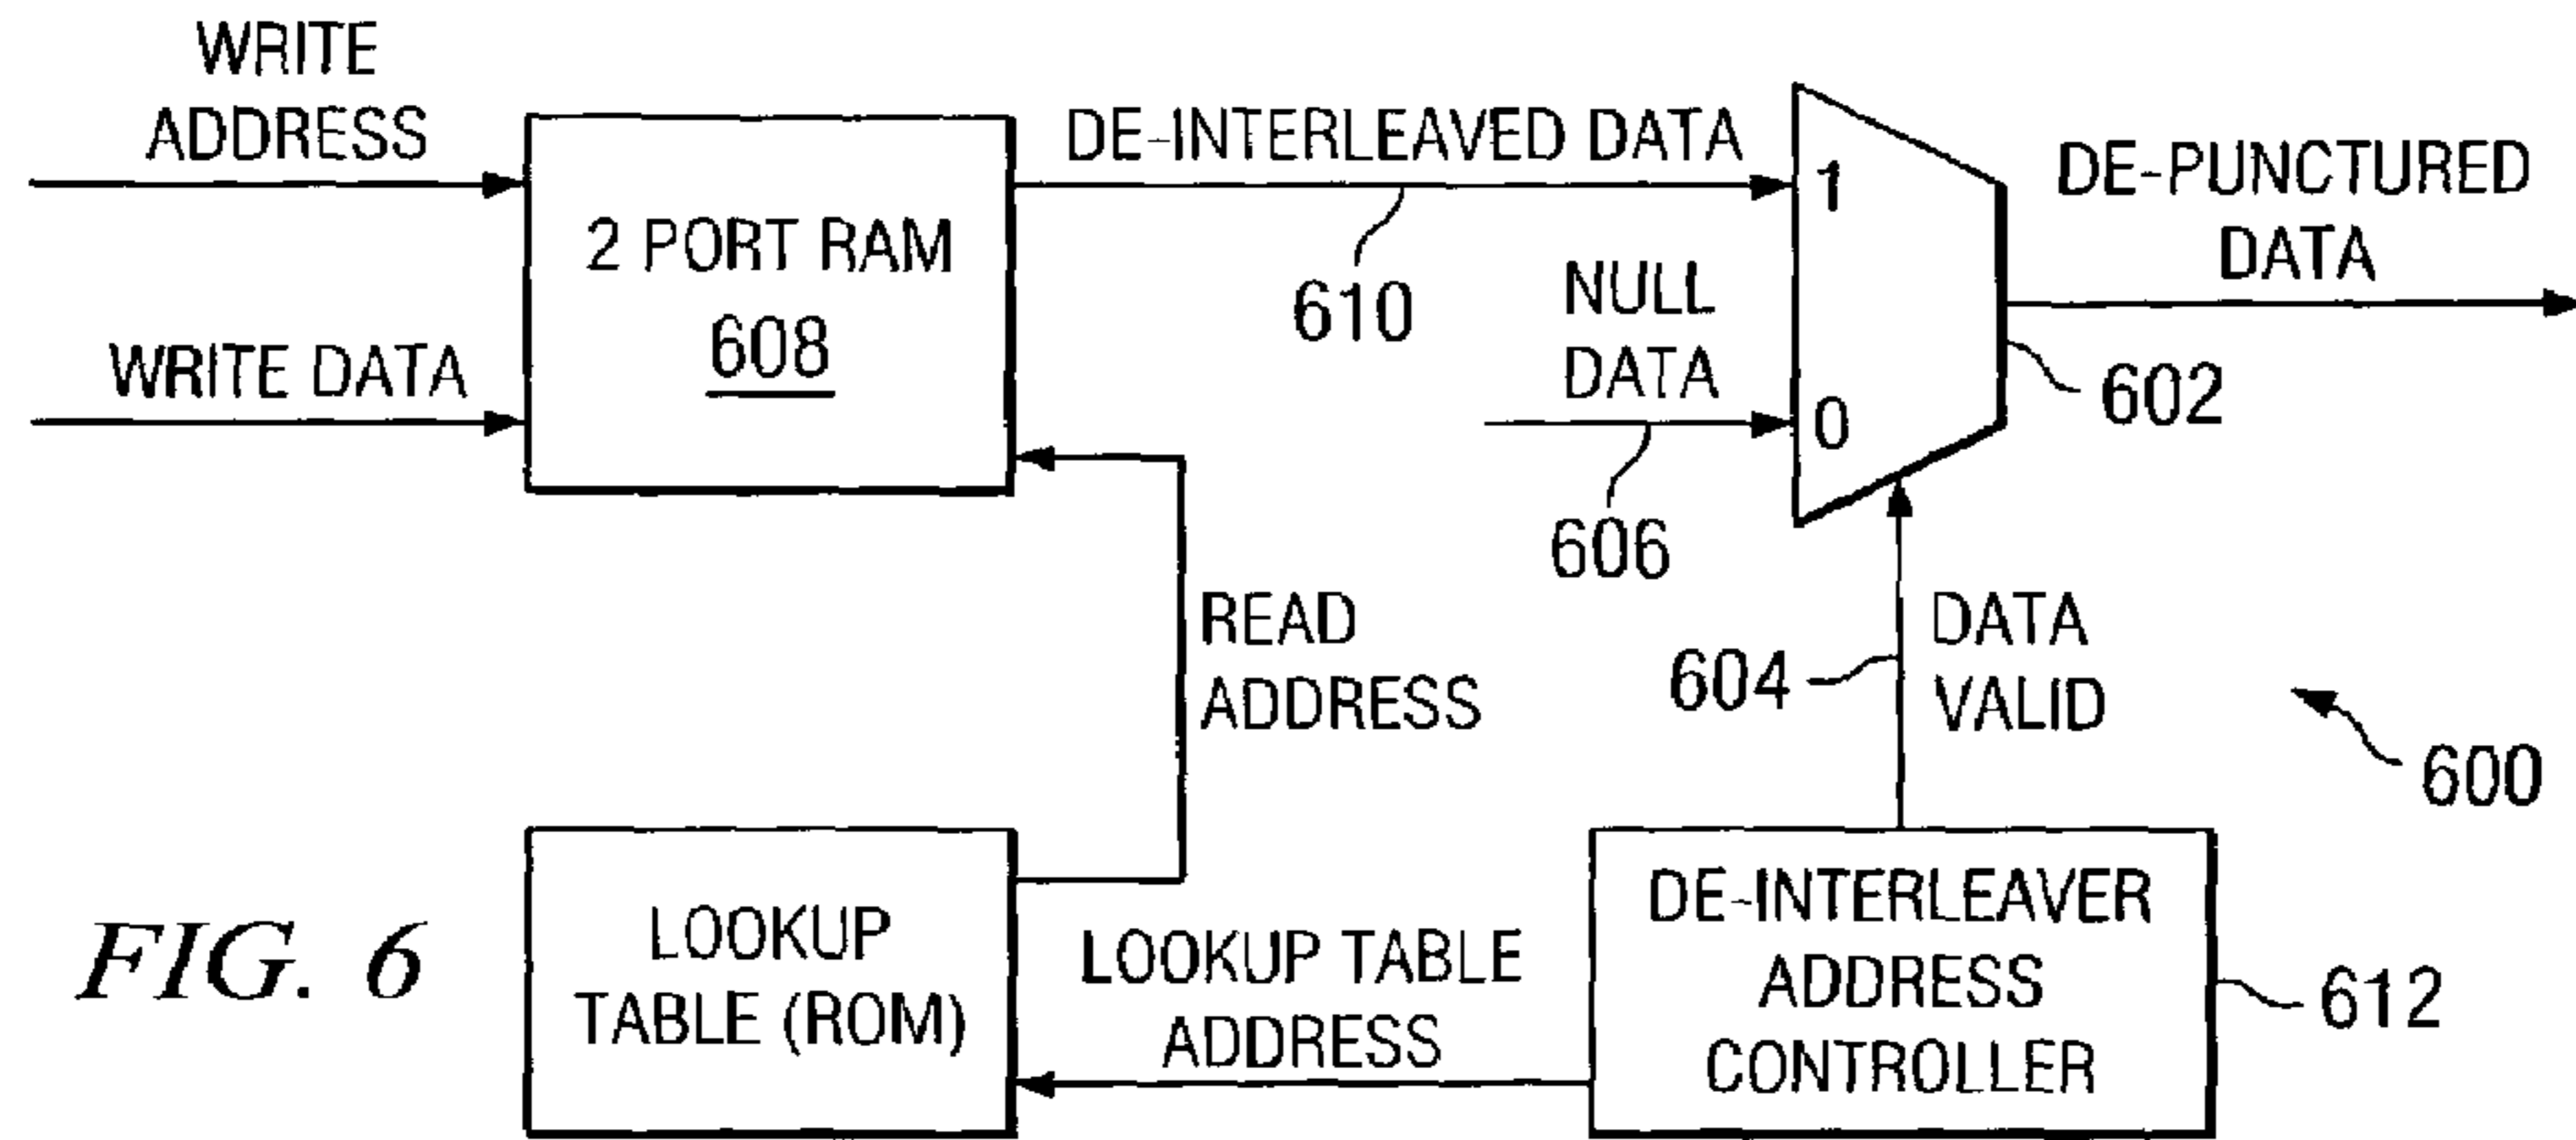 WRITE
ADDRESS
WRITE DATA
2 PORT RAM
608
DE-INTERLEAVED DATA
610
NULL
DATA
606
1
0
DE-PUNCTURED
DATA
602
READ
ADDRESS
604
DATA
VALID
600
FIG. 6
LOOKUP
TABLE (ROM)
LOOKUP TABLE
ADDRESS
DE-INTERLEAVER
ADDRESS
CONTROLLER
612